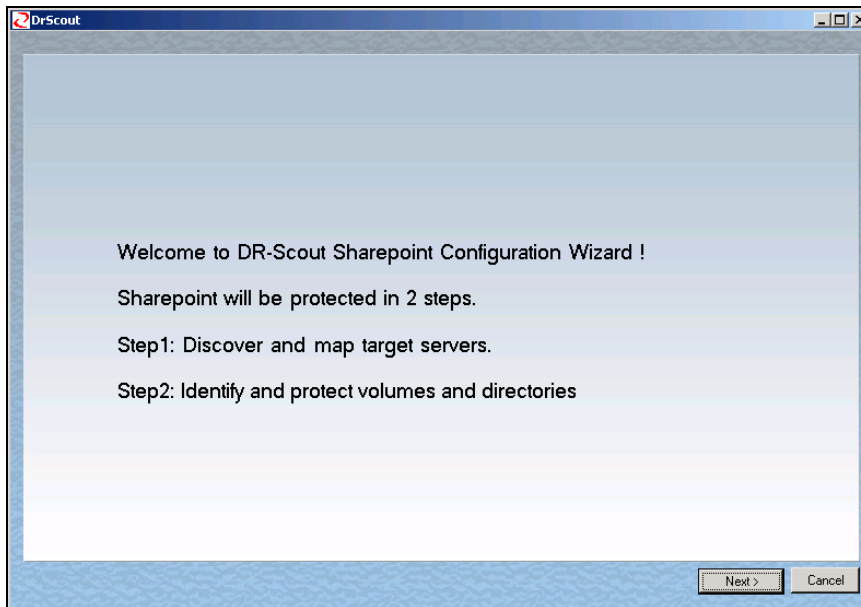 DrScout
Welcome to DR-Scout Sharepoint Configuration Wizard !
Sharepoint will be protected in 2 steps.
Step1: Discover and map target servers.
Step2: Identify and protect volumes and directories
Next >
Cancel